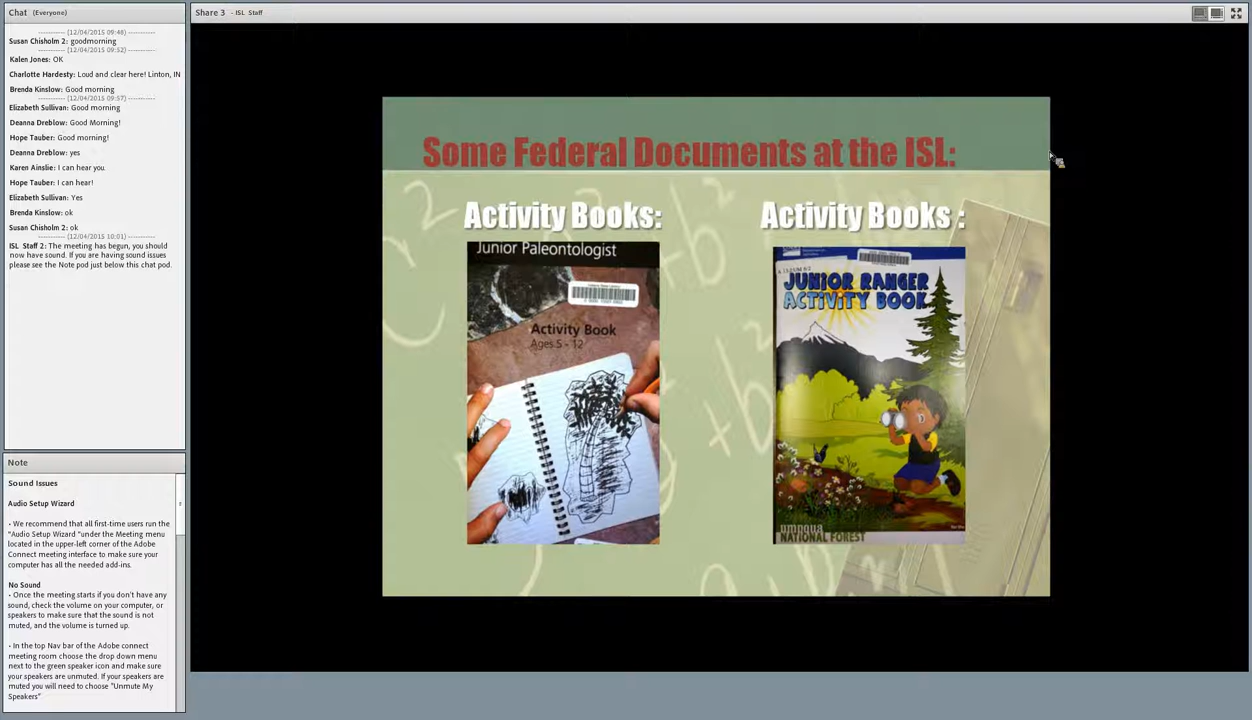 Chat (Everyone)
----------- (12/04/2015 09:48) -----------
Susan Chisholm 2: goodmorning
----------- (12/04/2015 09:52) -----------
Kalen Jones: OK
Charlotte Hardesty: Loud and clear here! Linton, IN
Brenda Kinslow: Good morning
----------- (12/04/2015 09:57) -----------
Elizabeth Sullivan: Good morning
Deanna Dreblow: Good Morning!
Hope Tauber: Good morning!
Deanna Dreblow: yes
Karen Ainslie: I can hear you.
Hope Tauber: I can hear!
Elizabeth Sullivan: Yes
Brenda Kinslow: ok
Susan Chisholm 2: ok
----------- (12/04/2015 10:01) -----------
ISL Staff 2: The meeting has begun, you should
now have sound. If you are having sound issues
please see the Note pod just below this chat pod.
Note
Sound Issues
Audio Setup Wizard
• We recommend that all first-time users run the
"Audio Setup Wizard "under the Meeting menu
located in the upper-left corner of the Adobe
Connect meeting interface to make sure your
computer has all the needed add-ins.
No Sound
• Once the meeting starts if you don't have any
sound, check the volume on your computer, or
speakers to make sure that the sound is not
muted, and the volume is turned up.
• In the top Nav bar of the Adobe connect
meeting room choose the drop down menu
next to the green speaker icon and make sure
your speakers are unmuted. If your speakers are
muted you will need to choose "Unmute My
Speakers"
Share 3 - ISL Staff
Some Federal Documents at the ISL:
Activity Books:
Junior Paleontologist
Activity Book
Ages 5 - 12
Activity Books :
JUNIOR RANGER
ACTIVITY BOOK
umpqua
NATIONAL FOREST